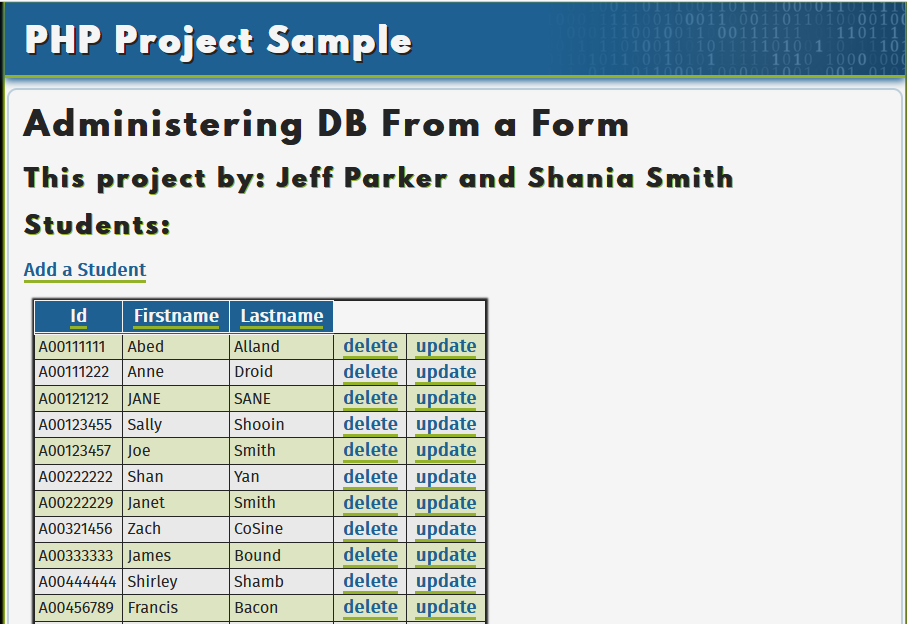 PHP Project Sample
Administering DB From a Form
This project by: Jeff Parker and Shania Smith
Students:
Add a Student
Id Firstname Lastname
A00111111 Abed Alland delete update
A00111222 Anne Droid delete update
A00121212 JANE SANE delete update
A00123455 Sally Shooin delete update
A00123457 Joe Smith delete update
A00222222 Shan Yan delete update
A00222229 Janet Smith delete update
A00321456 Zach CoSine delete update
A00333333 James Bound delete update
A00444444 Shirley Shamb delete update
A00456789 Francis Bacon delete update